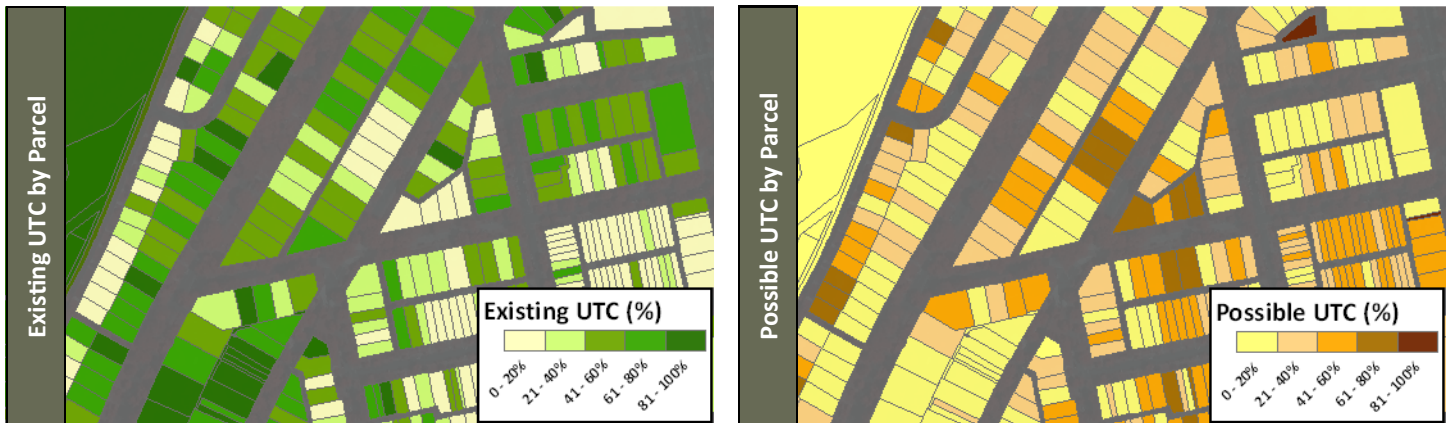 Existing UTC by Parcel
Existing UTC (%)
0 - 20%
21 - 40%
41 - 60%
61 - 80%
81 - 100%
Possible UTC by Parcel
Possible UTC (%)
0 - 20%
21 - 40%
41 - 60%
61 - 80%
81 - 100%